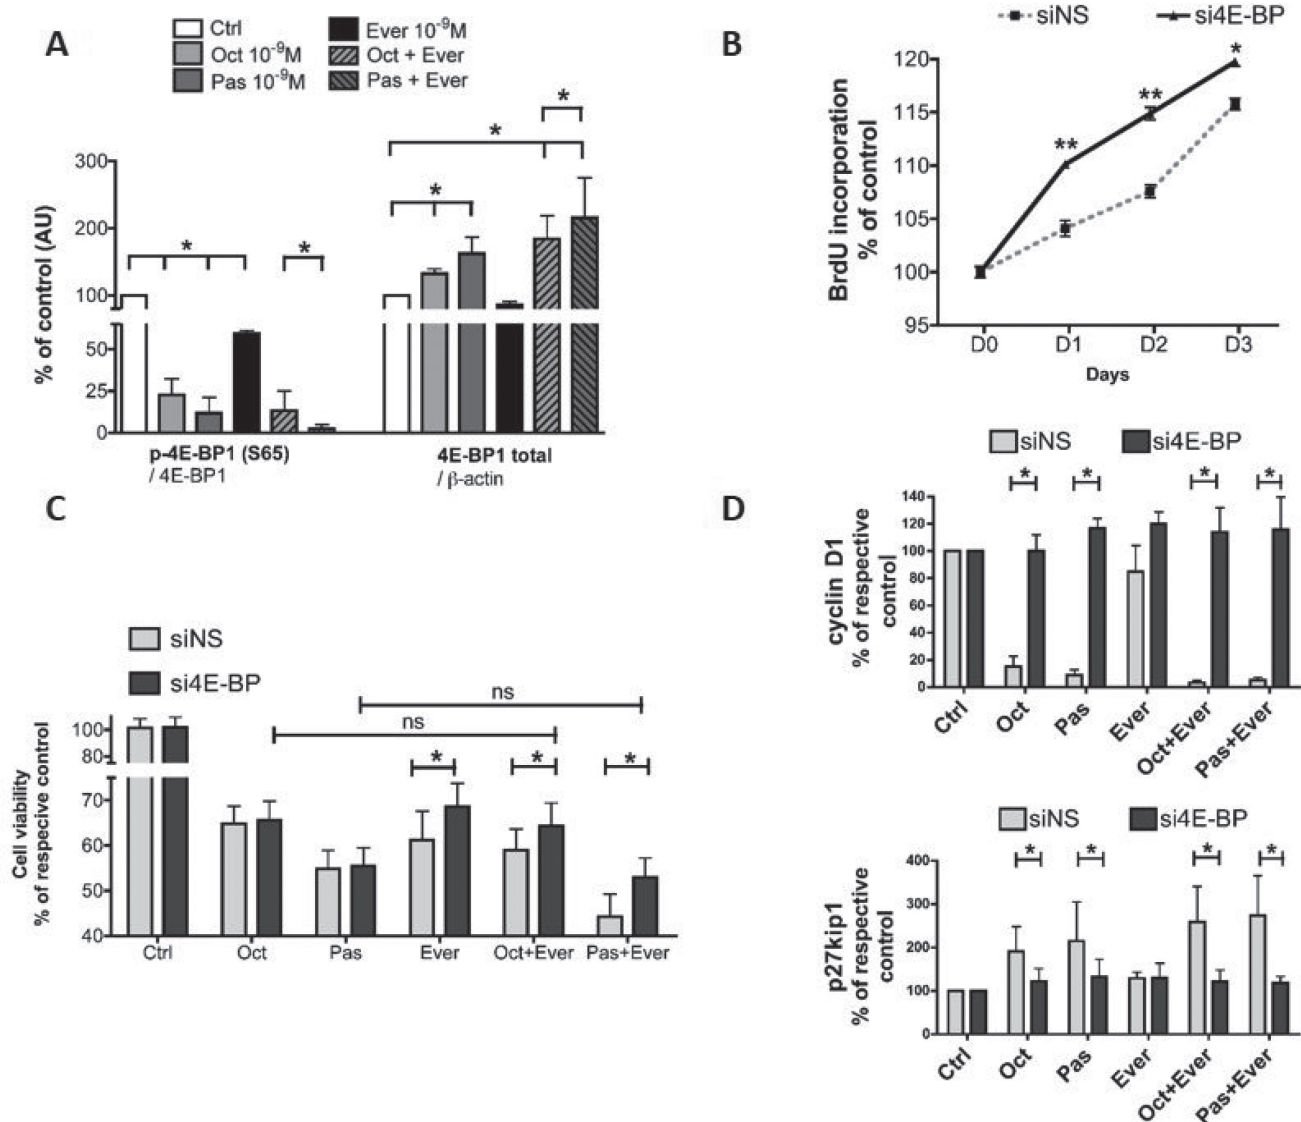 A
Ctrl
Oct 10-9M
Pas 10-9M
Ever 10-9M
Oct + Ever
Pas + Ever
% of control (AU)
300
200
100
50
25
0
*
*
*
*
*
p-4E-BP1 (S65)
/ 4E-BP1
4E-BP1 total
/ β-actin
B
siNS
si4E-BP
BrdU incorporation
% of control
120
115
110
105
100
95
**
**
*
D0
D1
D2
D3
Days
C
siNS
si4E-BP
Cell viability
% of respecive control
100
80
70
60
50
40
ns
ns
*
*
*
Ctrl
Oct
Pas
Ever
Oct+Ever
Pas+Ever
D
siNS
si4E-BP
cyclin D1
% of respective
control
140
120
100
80
60
40
20
0
*
*
*
*
Ctrl
Oct
Pas
Ever
Oct+Ever
Pas+Ever
siNS
si4E-BP
p27kip1
% of respective
control
400
300
200
100
0
*
*
*
*
Ctrl
Oct
Pas
Ever
Oct+Ever
Pas+Ever